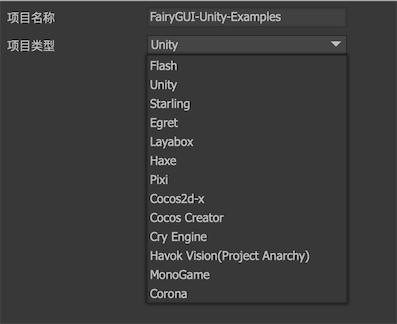 项目名称 FairyGUI-Unity-Examples
项目类型 Unity
Flash
Unity
Starling
Egret
Layabox
Haxe
Pixi
Cocos2d-x
Cocos Creator
Cry Engine
Havok Vision(Project Anarchy)
MonoGame
Corona